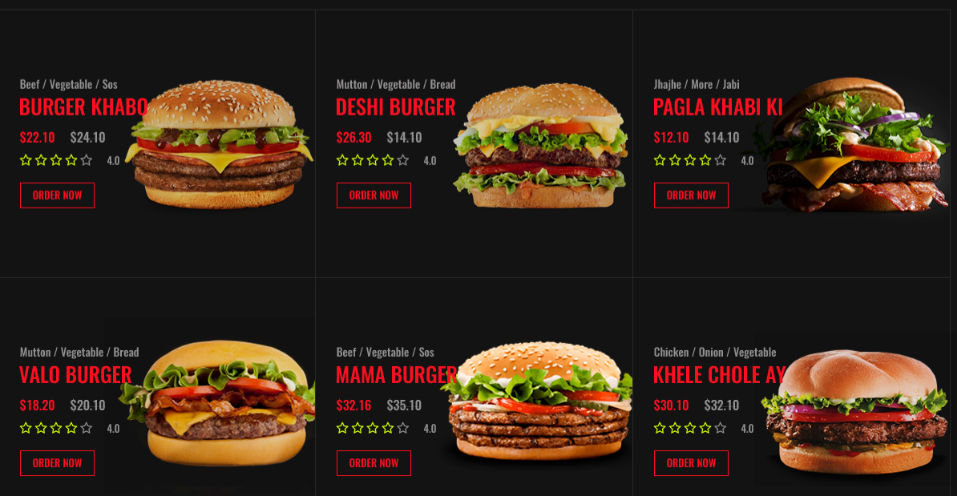 Beef / Vegetable / Sos
BURGER KHABO
$22.10 $24.10
4.0
ORDER NOW
Mutton / Vegetable / Bread
DESHI BURGER
$26.30 $14.10
4.0
ORDER NOW
Jhajhe / More / Jabi
PAGLA KHABI KI
$12.10 $14.10
4.0
ORDER NOW
Mutton / Vegetable / Bread
VALO BURGER
$18.20 $20.10
4.0
ORDER NOW
Beef / Vegetable / Sos
MAMA BURGER
$32.16 $35.10
4.0
ORDER NOW
Chicken / Onion / Vegetable
KHELE CHOLE AY
$30.10 $32.10
4.0
ORDER NOW